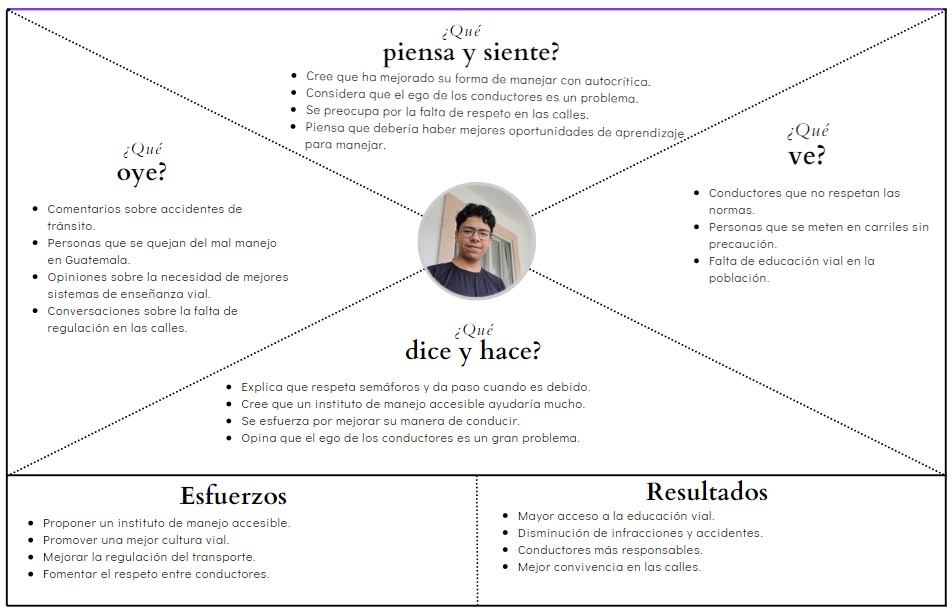 ¿Qué
piensa y siente?
Cree que ha mejorado su forma de manejar con autocrítica.
Considera que el ego de los conductores es un problema.
Se preocupa por la falta de respeto en las calles.
Piensa que debería haber mejores oportunidades de aprendizaje
para manejar.
¿Qué
oye?
Comentarios sobre accidentes de
tránsito.
Personas que se quejan del mal manejo
en Guatemala.
Opiniones sobre la necesidad de mejores
sistemas de enseñanza vial.
Conversaciones sobre la falta de
regulación en las calles.
¿Qué
ve?
Conductores que no respetan las
normas.
Personas que se meten en carriles sin
precaución.
Falta de educación vial en la
población.
¿Qué
dice y hace?
Explica que respeta semáforos y da paso cuando es debido.
Cree que un instituto de manejo accesible ayudaría mucho.
Se esfuerza por mejorar su manera de conducir.
Opina que el ego de los conductores es un gran problema.
Esfuerzos
Proponer un instituto de manejo accesible.
Promover una mejor cultura vial.
Mejorar la regulación del transporte.
Fomentar el respeto entre conductores.
Resultados
Mayor acceso a la educación vial.
Disminución de infracciones y accidentes.
Conductores más responsables.
Mejor convivencia en las calles.